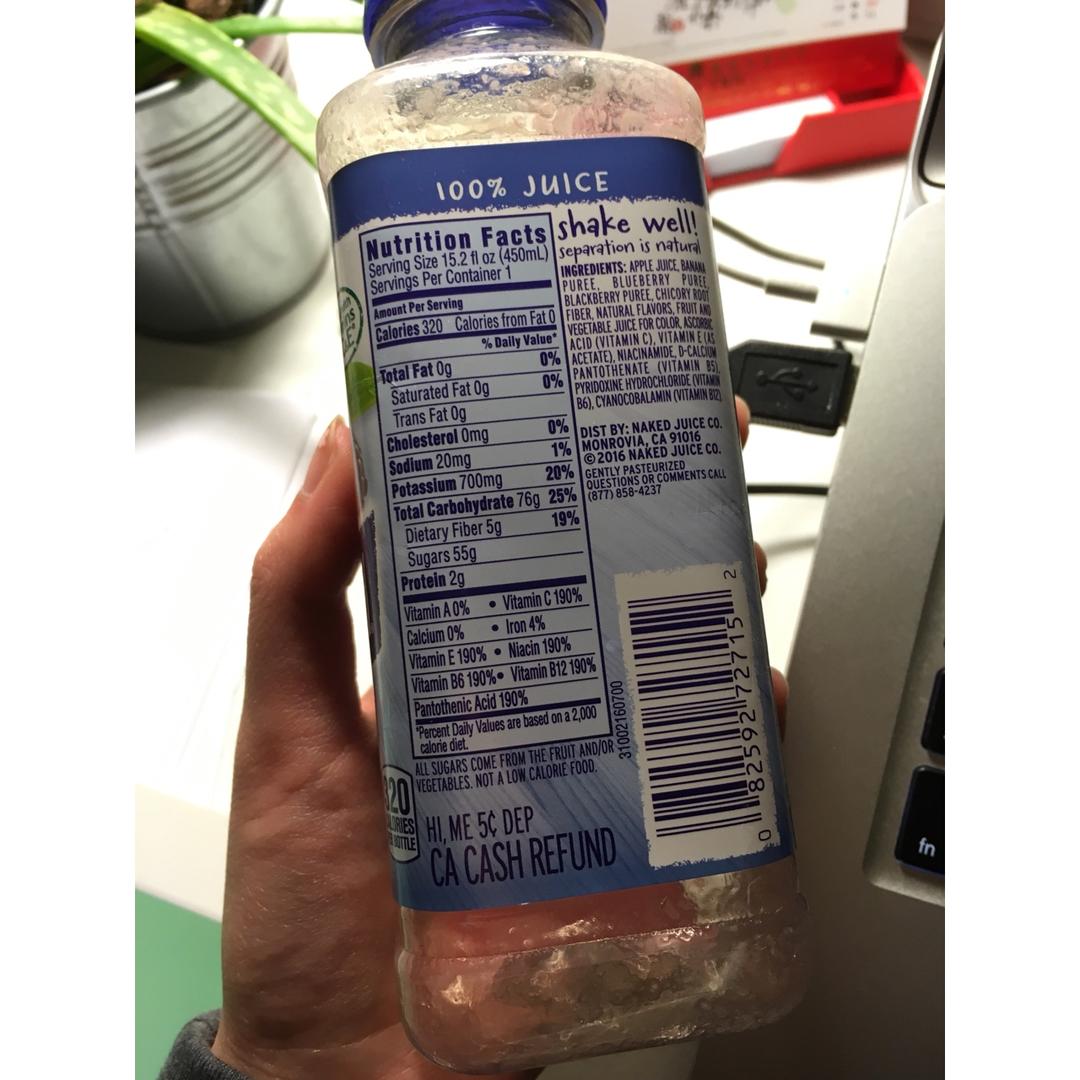 100% JUICE
Nutrition Facts
Serving Size 15.2 fl oz (450mL)
Servings Per Container 1
Amount Per Serving
Calories 320 Calories from Fat 0
% Daily Value*
Total Fat 0g 0%
Saturated Fat 0g 0%
Trans Fat 0g
Cholesterol 0mg 0%
Sodium 20mg 1%
Potassium 700mg 20%
Total Carbohydrate 76g 25%
Dietary Fiber 5g 19%
Sugars 55g
Protein 2g
Vitamin A 0% • Vitamin C 190%
Calcium 0% • Iron 4%
Vitamin E 190% • Niacin 190%
Vitamin B6 190% • Vitamin B12 190%
Pantothenic Acid 190%
*Percent Daily Values are based on a 2,000
calorie diet.
ALL SUGARS COME FROM THE FRUIT AND/OR
VEGETABLES. NOT A LOW CALORIE FOOD.
HI, ME 5¢ DEP
CA CASH REFUND
shake well!
separation is natural
INGREDIENTS: APPLE JUICE, BANANA
PUREE, BLUEBERRY PUREE,
BLACKBERRY PUREE, CHICORY ROOT
FIBER, NATURAL FLAVORS, FRUIT AND
VEGETABLE JUICE FOR COLOR, ASCORBIC
ACID (VITAMIN C), VITAMIN E (AS
ACETATE), NIACINAMIDE, D-CALCIUM
PANTOTHENATE (VITAMIN B5),
PYRIDOXINE HYDROCHLORIDE (VITAMIN
B6), CYANOCOBALAMIN (VITAMIN B12)
DIST BY: NAKED JUICE CO.
MONROVIA, CA 91016
©2016 NAKED JUICE CO.
GENTLY PASTEURIZED
QUESTIONS OR COMMENTS CALL
(877) 858-4237
31002160700
0 82592 72715 2
fn